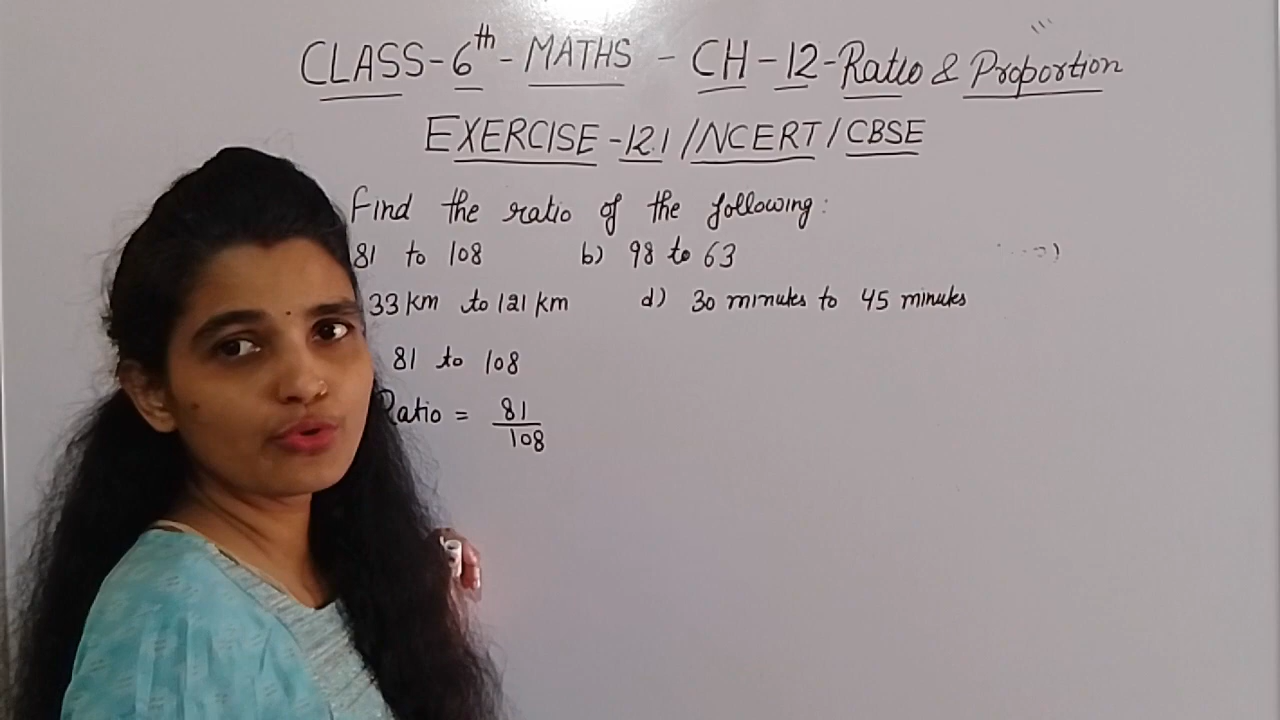 CLASS-6th-MATHS - CH-12-Ratio & Proportion
EXERCISE-12.1/NCERT/CBSE
Find the ratio of the following:
81 to 108 b) 98 to 63
33 km to 121 km d) 30 minutes to 45 minutes
81 to 108
Ratio = 81
108